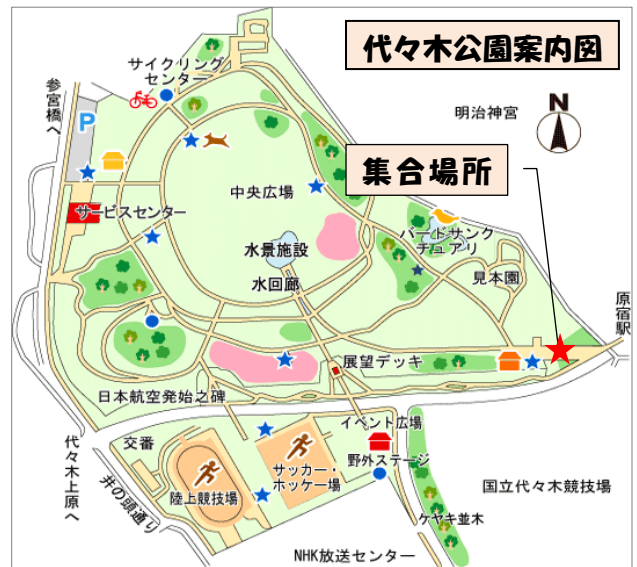 代々木公園案内図
サイクリング
センター
参宮橋へ
P
明治神宮
N
集合場所
中央広場
サービスセンター
バードサンク
チュアリ
水景施設
水回廊
見本園
原宿駅
展望デッキ
日本航空発始之碑
イベント広場
代々木上原へ
交番
野外ステージ
サッカー・
ホッケー場
陸上競技場
井の頭通り
国立代々木競技場
ケヤキ並木
NHK放送センター